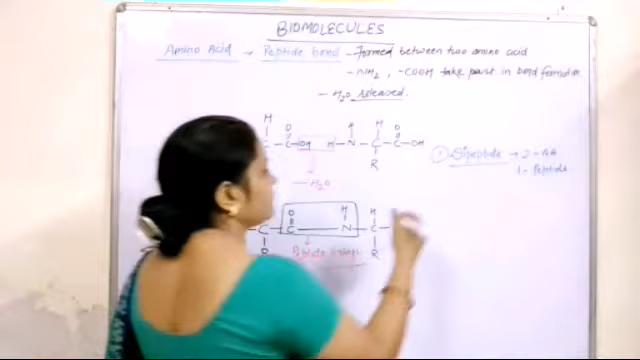 BIOMOLECULES
Amino Acid → Peptide bond - Formed between two amino acid
- NH2, -COOH take part in bond formation
- H2O released.
H O H H O
C - C - OH H - N - C - C - OH
R
- H2O
① Dipeptide → 2 - AA
1 - Peptide
O H H
C - C - N - C -
R R
Peptide